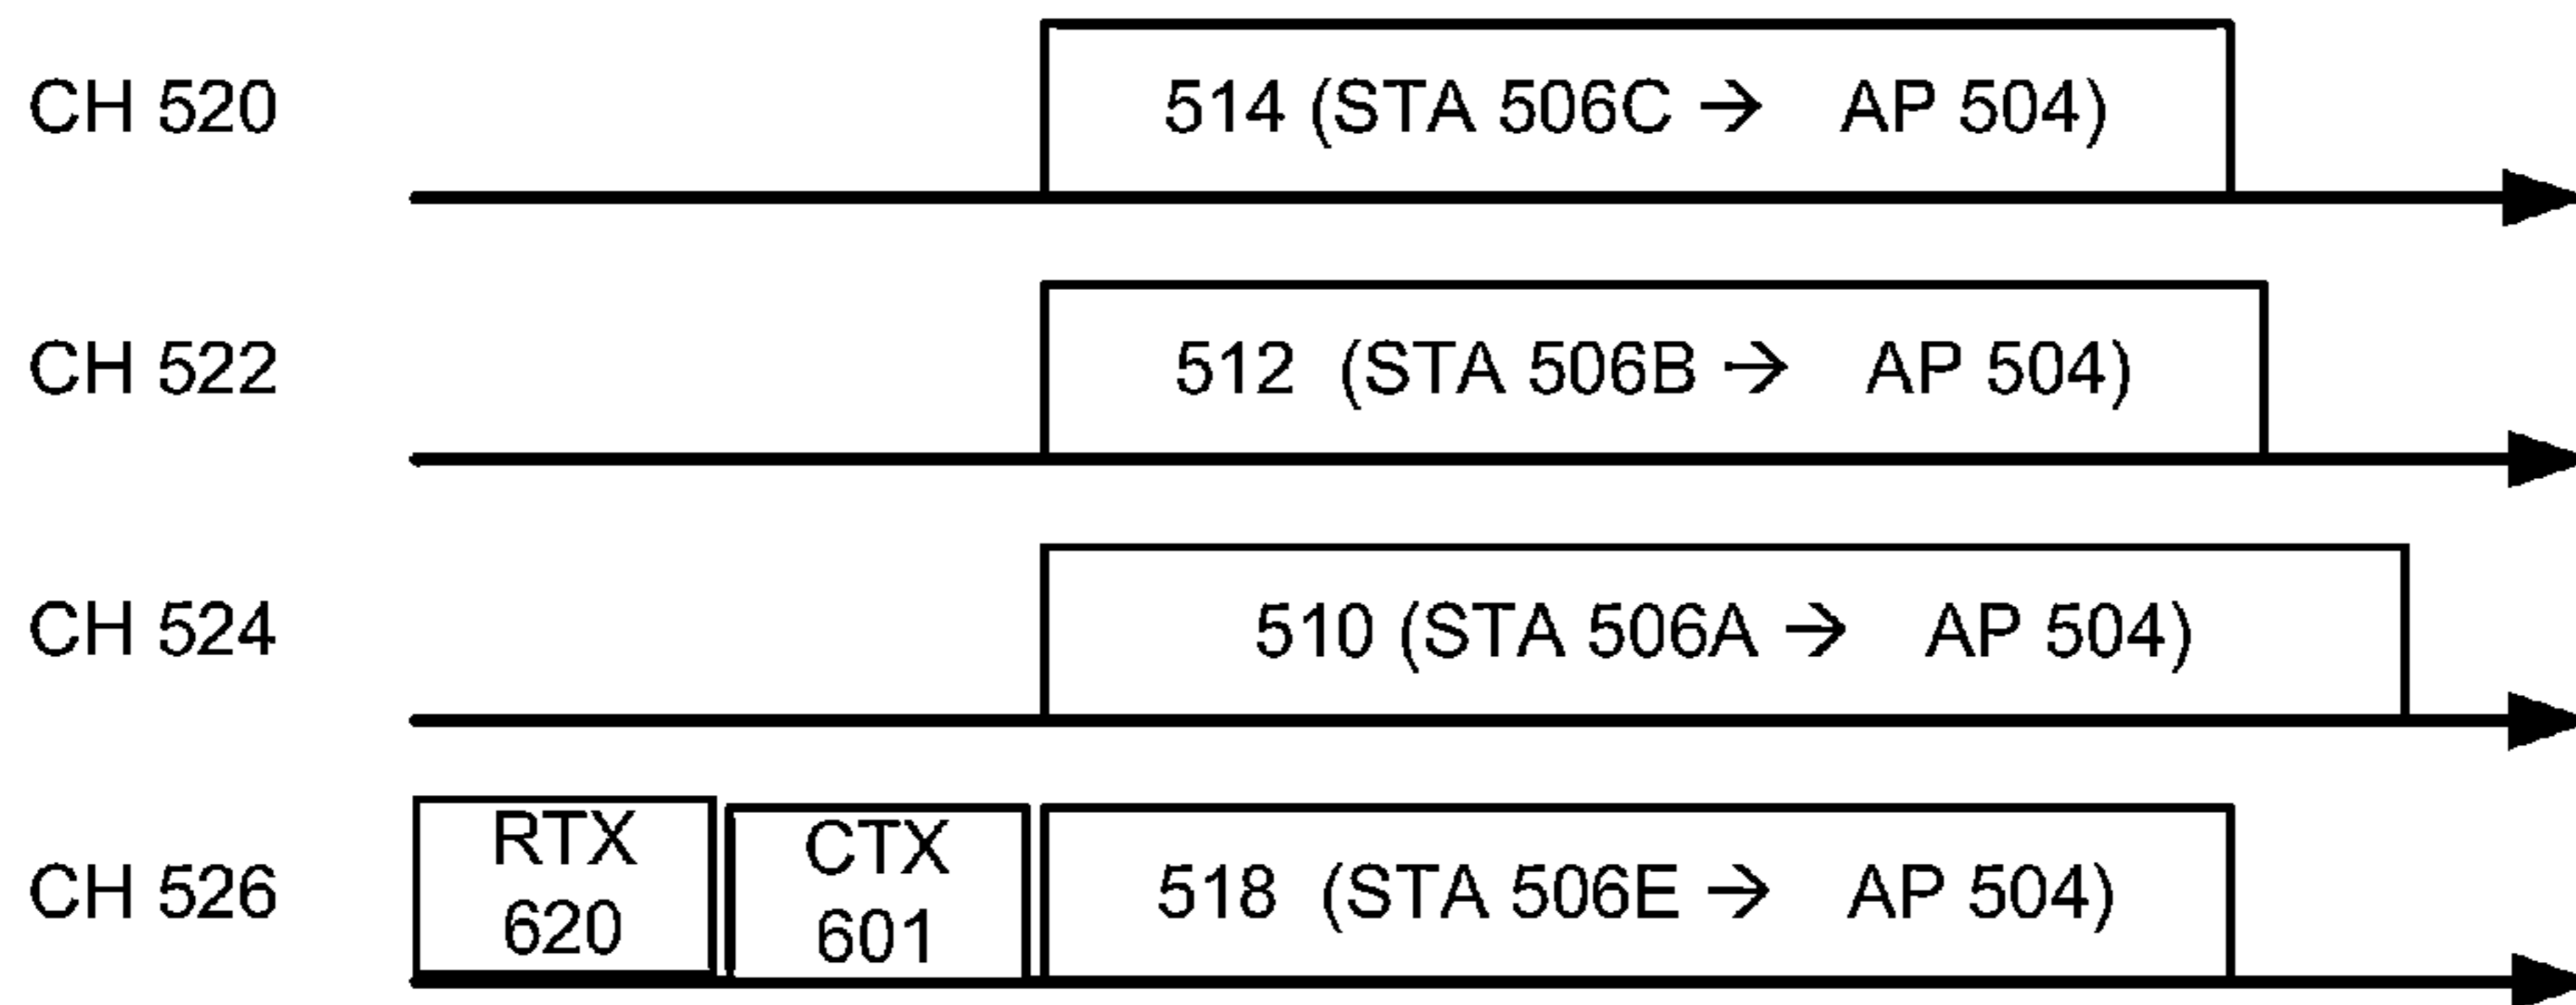 CH 520
514 (STA 506C → AP 504)
CH 522
512 (STA 506B → AP 504)
CH 524
510 (STA 506A → AP 504)
CH 526
RTX
620
CTX
601
518 (STA 506E → AP 504)